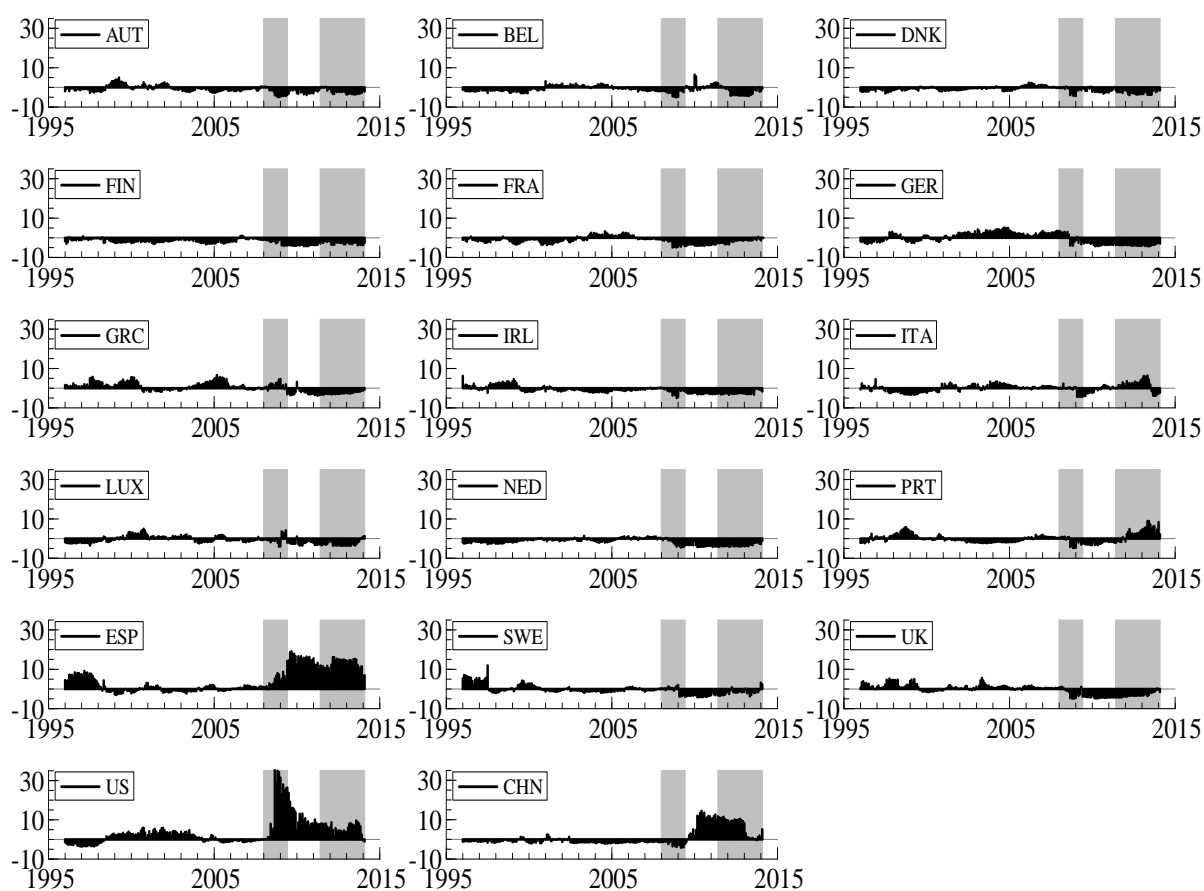 30 AUT 30 BEL 30 DNK
10 10 10
-10 -10 -10
1995 2005 2015 1995 2005 2015 1995 2005 2015
30 FIN 30 FRA 30 GER
10 10 10
-10 -10 -10
1995 2005 2015 1995 2005 2015 1995 2005 2015
30 GRC 30 IRL 30 ITA
10 10 10
-10 -10 -10
1995 2005 2015 1995 2005 2015 1995 2005 2015
30 LUX 30 NED 30 PRT
10 10 10
-10 -10 -10
1995 2005 2015 1995 2005 2015 1995 2005 2015
30 ESP 30 SWE 30 UK
10 10 10
-10 -10 -10
1995 2005 2015 1995 2005 2015 1995 2005 2015
30 US 30 CHN
10 10
-10 -10
1995 2005 2015 1995 2005 2015